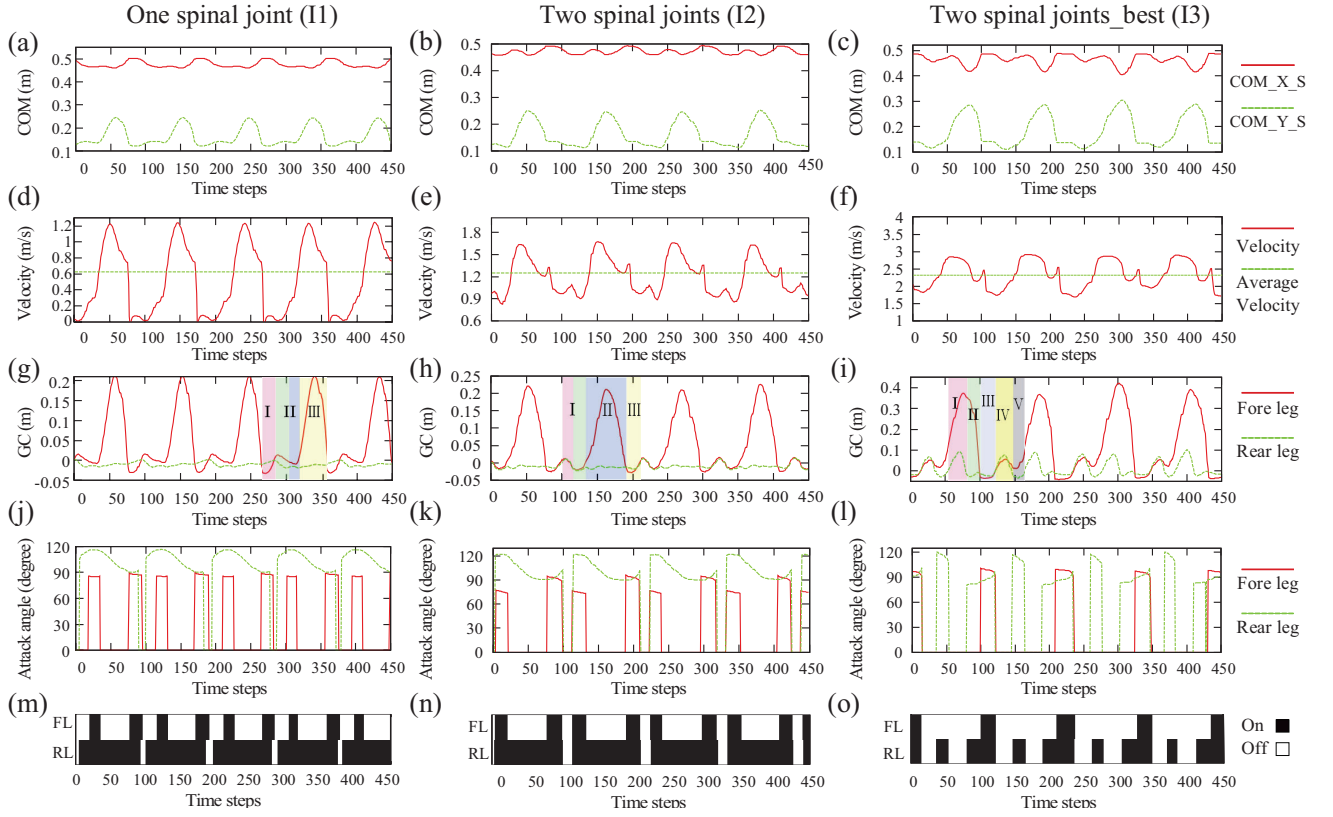 One spinal joint (I1)
Two spinal joints (I2)
Two spinal joints_best (I3)
(a)
COM (m)
0.5
0.4
0.3
0.2
0.1
0 50 100 150 200 250 300 350 400 450
Time steps
(b)
COM (m)
0.5
0.4
0.3
0.2
0.1
0 50 100 150 200 250 300 350 400 450
Time steps
(c)
COM (m)
0.5
0.4
0.3
0.2
0.1
0 50 100 150 200 250 300 350 400 450
Time steps
COM_X_S
COM_Y_S
(d)
Velocity (m/s)
1.2
1.0
0.8
0.6
0.4
0.2
0
0 50 100 150 200 250 300 350 400 450
Time steps
(e)
Velocity (m/s)
2.1
1.8
1.5
1.2
0.9
0.6
0 50 100 150 200 250 300 350 400 450
Time steps
(f)
Velocity (m/s)
4
3.5
3
2.5
2
1.5
1
0 50 100 150 200 250 300 350 400 450
Time steps
Velocity
Average
Velocity
(g)
GC (m)
0.2
0.15
0.1
0.05
0
-0.05
I II III
0 50 100 150 200 250 300 350 400 450
Time steps
(h)
GC (m)
0.25
0.2
0.15
0.1
0.05
0
-0.05
I II III
0 50 100 150 200 250 300 350 400 450
Time steps
(i)
GC (m)
0.4
0.3
0.2
0.1
0
I II III IV V
0 50 100 150 200 250 300 350 400 450
Time steps
Fore leg
Rear leg
(j)
Attack angle (degree)
120
90
60
30
0
0 50 100 150 200 250 300 350 400 450
Time steps
(k)
Attack angle (degree)
120
90
60
30
0
0 50 100 150 200 250 300 350 400 450
Time steps
(l)
Attack angle (degree)
120
90
60
30
0
0 50 100 150 200 250 300 350 400 450
Time steps
Fore leg
Rear leg
(m)
FL
RL
0 50 100 150 200 250 300 350 400 450
Time steps
(n)
FL
RL
0 50 100 150 200 250 300 350 400 450
Time steps
(o)
FL
RL
0 50 100 150 200 250 300 350 400 450
Time steps
On
Off